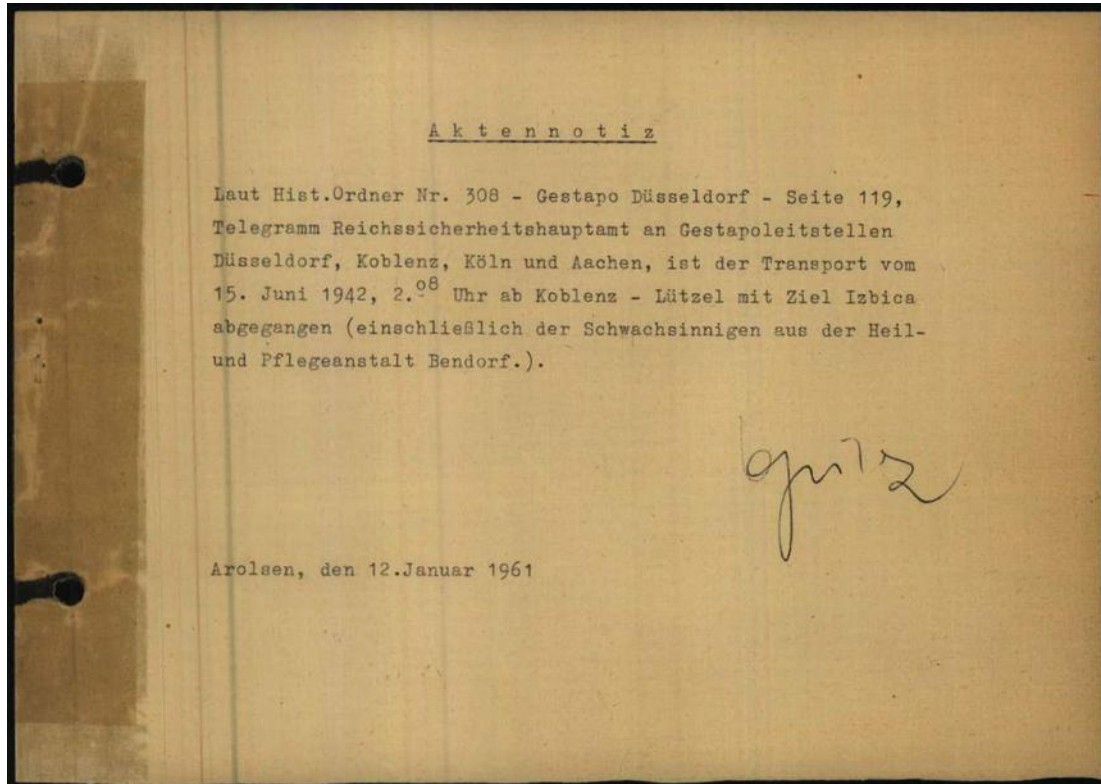 Aktennotiz
Laut Hist.Ordner Nr. 308 - Gestapo Düsseldorf - Seite 119,
Telegramm Reichssicherheitshauptamt an Gestapoleitstellen
Düsseldorf, Koblenz, Köln und Aachen, ist der Transport vom
15. Juni 1942, 2.08 Uhr ab Koblenz - Lützel mit Ziel Izbica
abgegangen (einschließlich der Schwachsinnigen aus der Heil-
und Pflegeanstalt Bendorf.).
Arolsen, den 12.Januar 1961